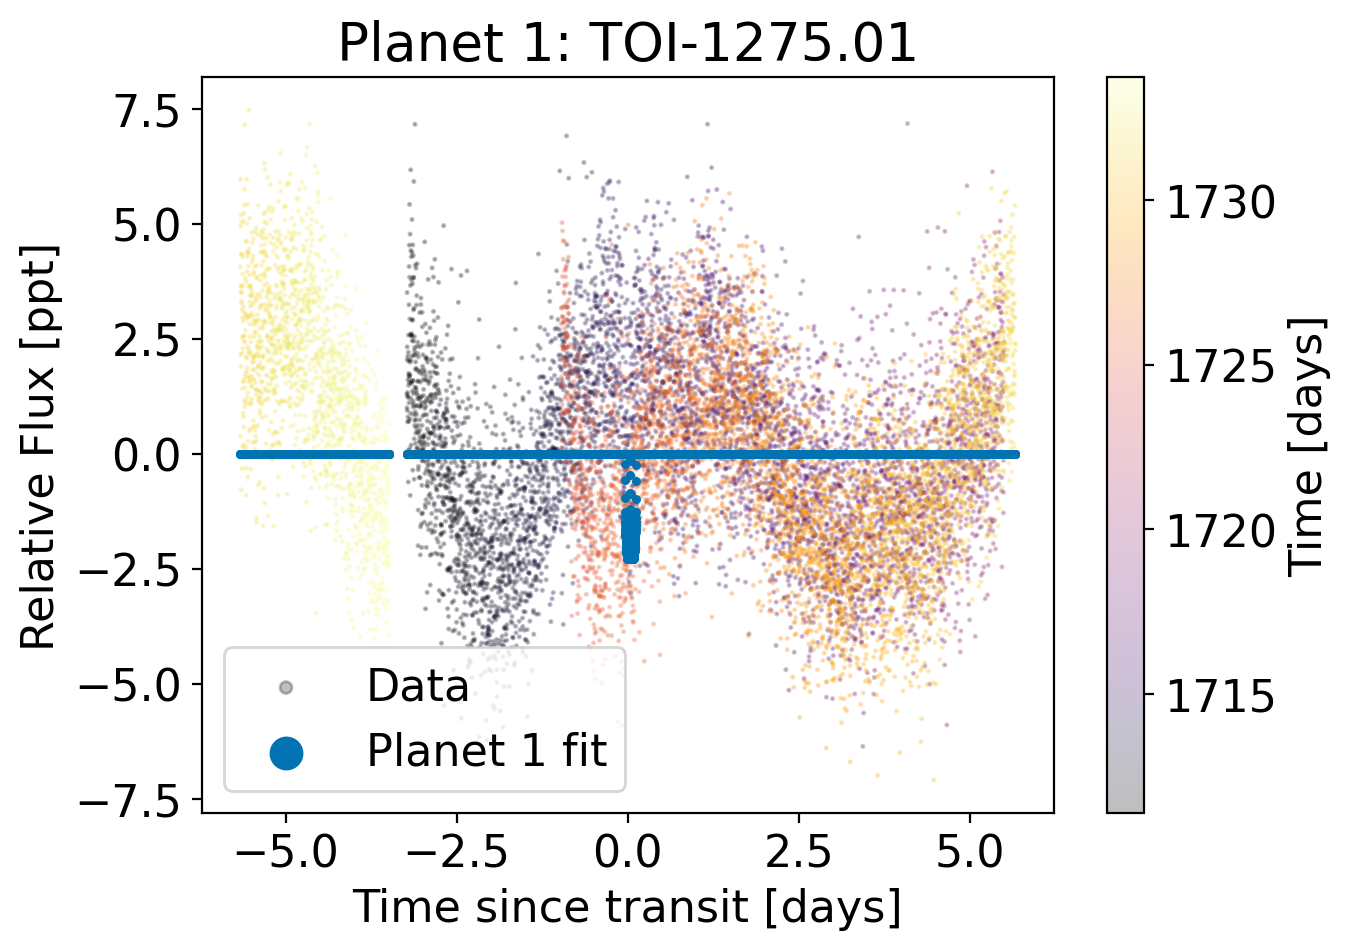 Planet 1: TOI-1275.01
7.5
5.0
2.5
0.0
−2.5
−5.0
−7.5
Relative Flux [ppt]
−5.0
−2.5
0.0
2.5
5.0
Time since transit [days]
Data
Planet 1 fit
1730
1725
1720
1715
Time [days]